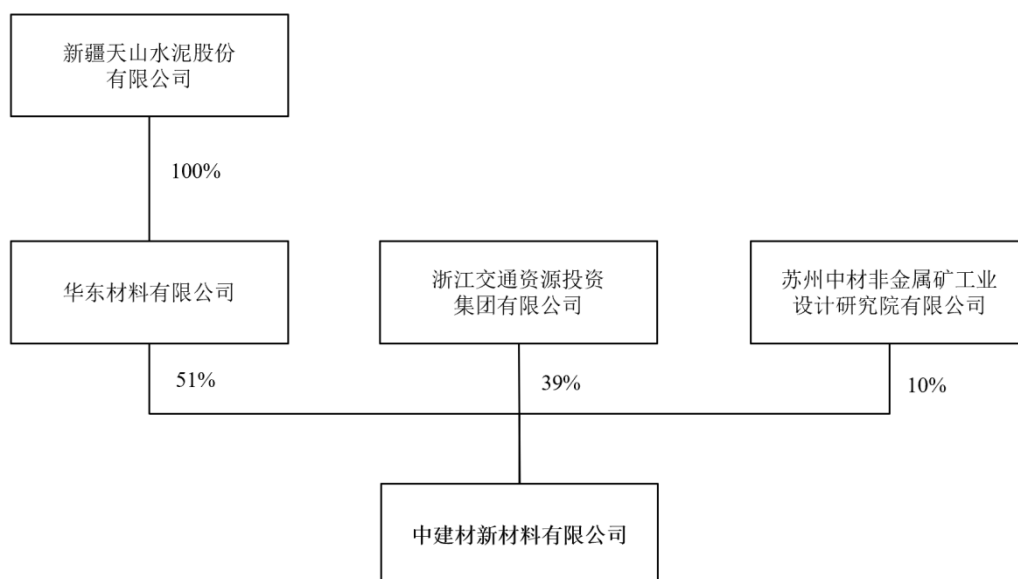 新疆天山水泥股份
有限公司
100%
华东材料有限公司
浙江交通资源投资
集团有限公司
苏州中材非金属矿工业
设计研究院有限公司
51%
39%
10%
中建材新材料有限公司